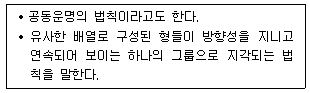 • 공동운명의 법칙이라고도 한다.
• 유사한 배열로 구성된 형들이 방향성을 지니고
연속되어 보이는 하나의 그룹으로 지각되는 법
칙을 말한다.